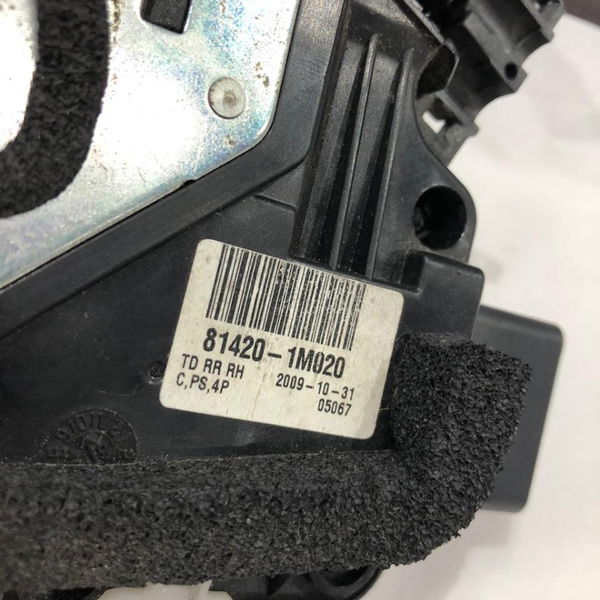 81420-1M020
TD RR RH 2009-10-31
C,PS,4P 05067